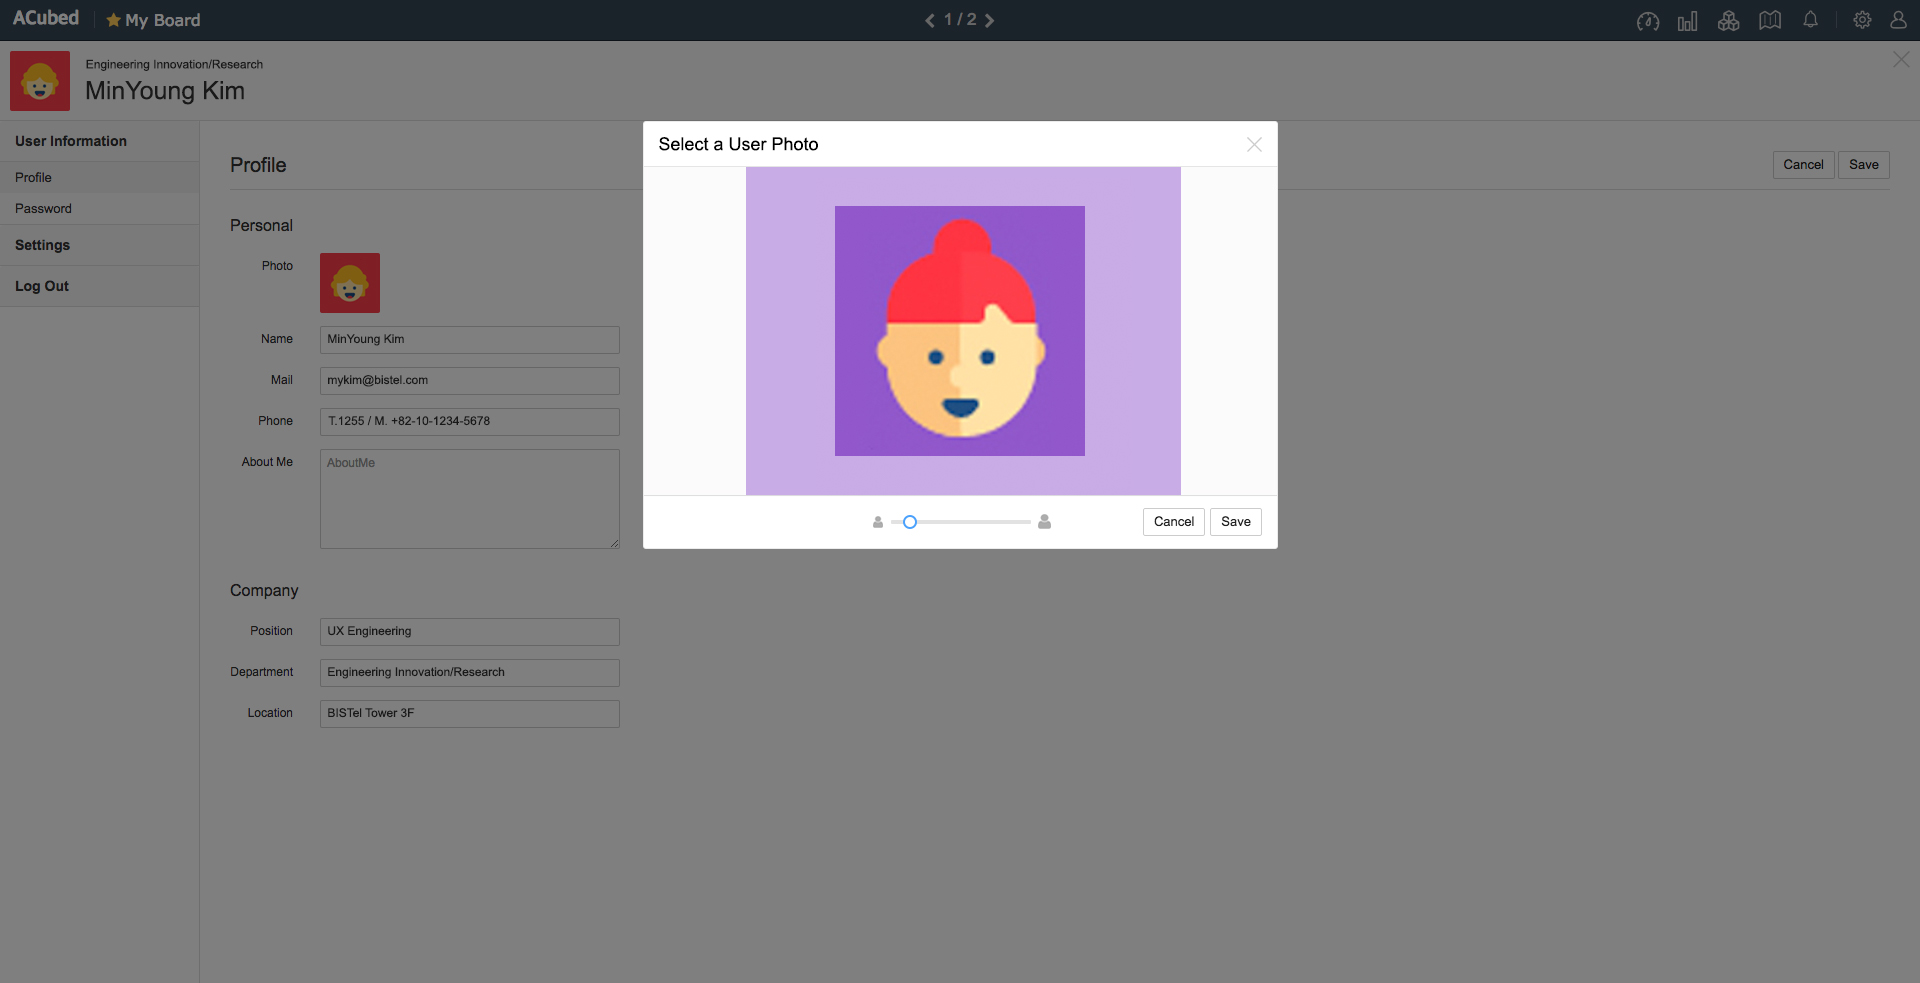 ACubed
My Board
1 / 2
Engineering Innovation/Research
MinYoung Kim
User Information
Profile
Password
Settings
Log Out
Profile
Cancel
Save
Personal
Photo
Name
MinYoung Kim
Mail
mykim@bistel.com
Phone
T.1255 / M. +82-10-1234-5678
About Me
AboutMe
Company
Position
UX Engineering
Department
Engineering Innovation/Research
Location
BISTel Tower 3F
Select a User Photo
Cancel
Save